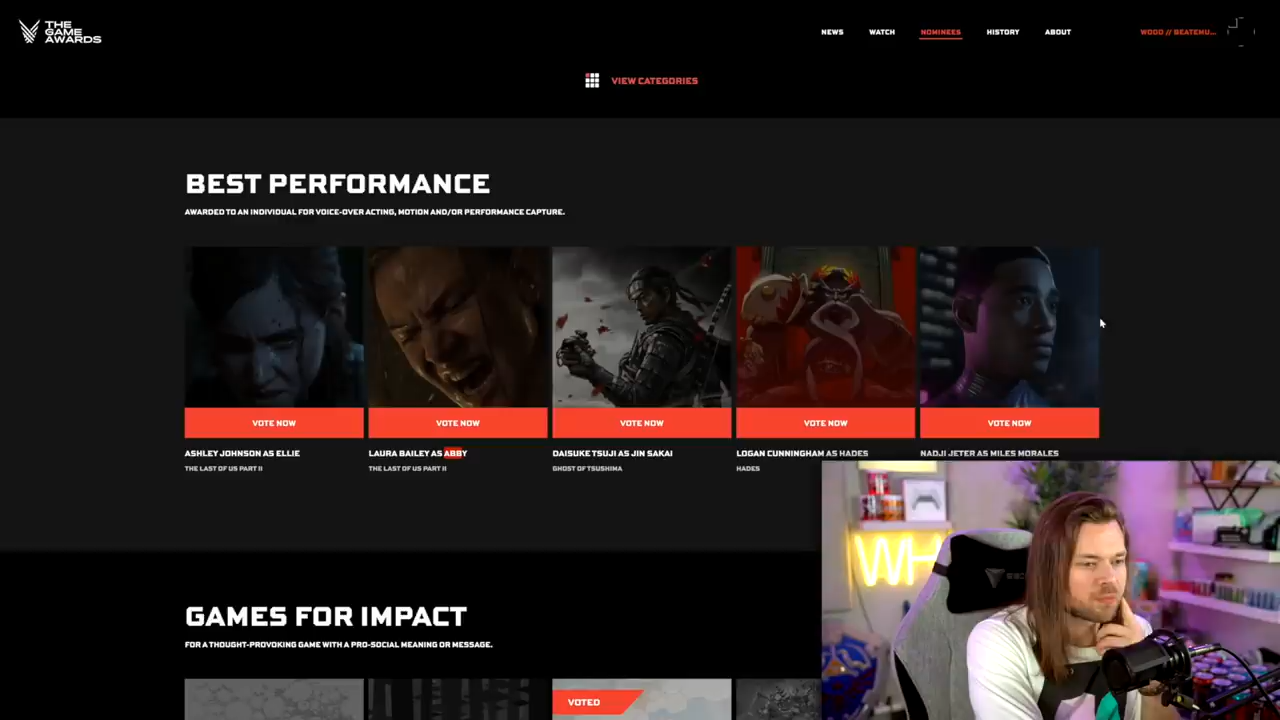 THE
GAME
AWARDS
NEWS
WATCH
NOMINEES
HISTORY
ABOUT
WOOD // BEATEMU...
VIEW CATEGORIES
BEST PERFORMANCE
AWARDED TO AN INDIVIDUAL FOR VOICE-OVER ACTING, MOTION AND/OR PERFORMANCE CAPTURE.
VOTE NOW
VOTE NOW
VOTE NOW
VOTE NOW
VOTE NOW
ASHLEY JOHNSON AS ELLIE
LAURA BAILEY AS ABBY
DAISUKE TSUJI AS JIN SAKAI
LOGAN CUNNINGHAM AS HADES
NADJI JETER AS MILES MORALES
THE LAST OF US PART II
THE LAST OF US PART II
GHOST OF TSUSHIMA
HADES
WH
GAMES FOR IMPACT
FOR A THOUGHT-PROVOKING GAME WITH A PRO-SOCIAL MEANING OR MESSAGE.
VOTED